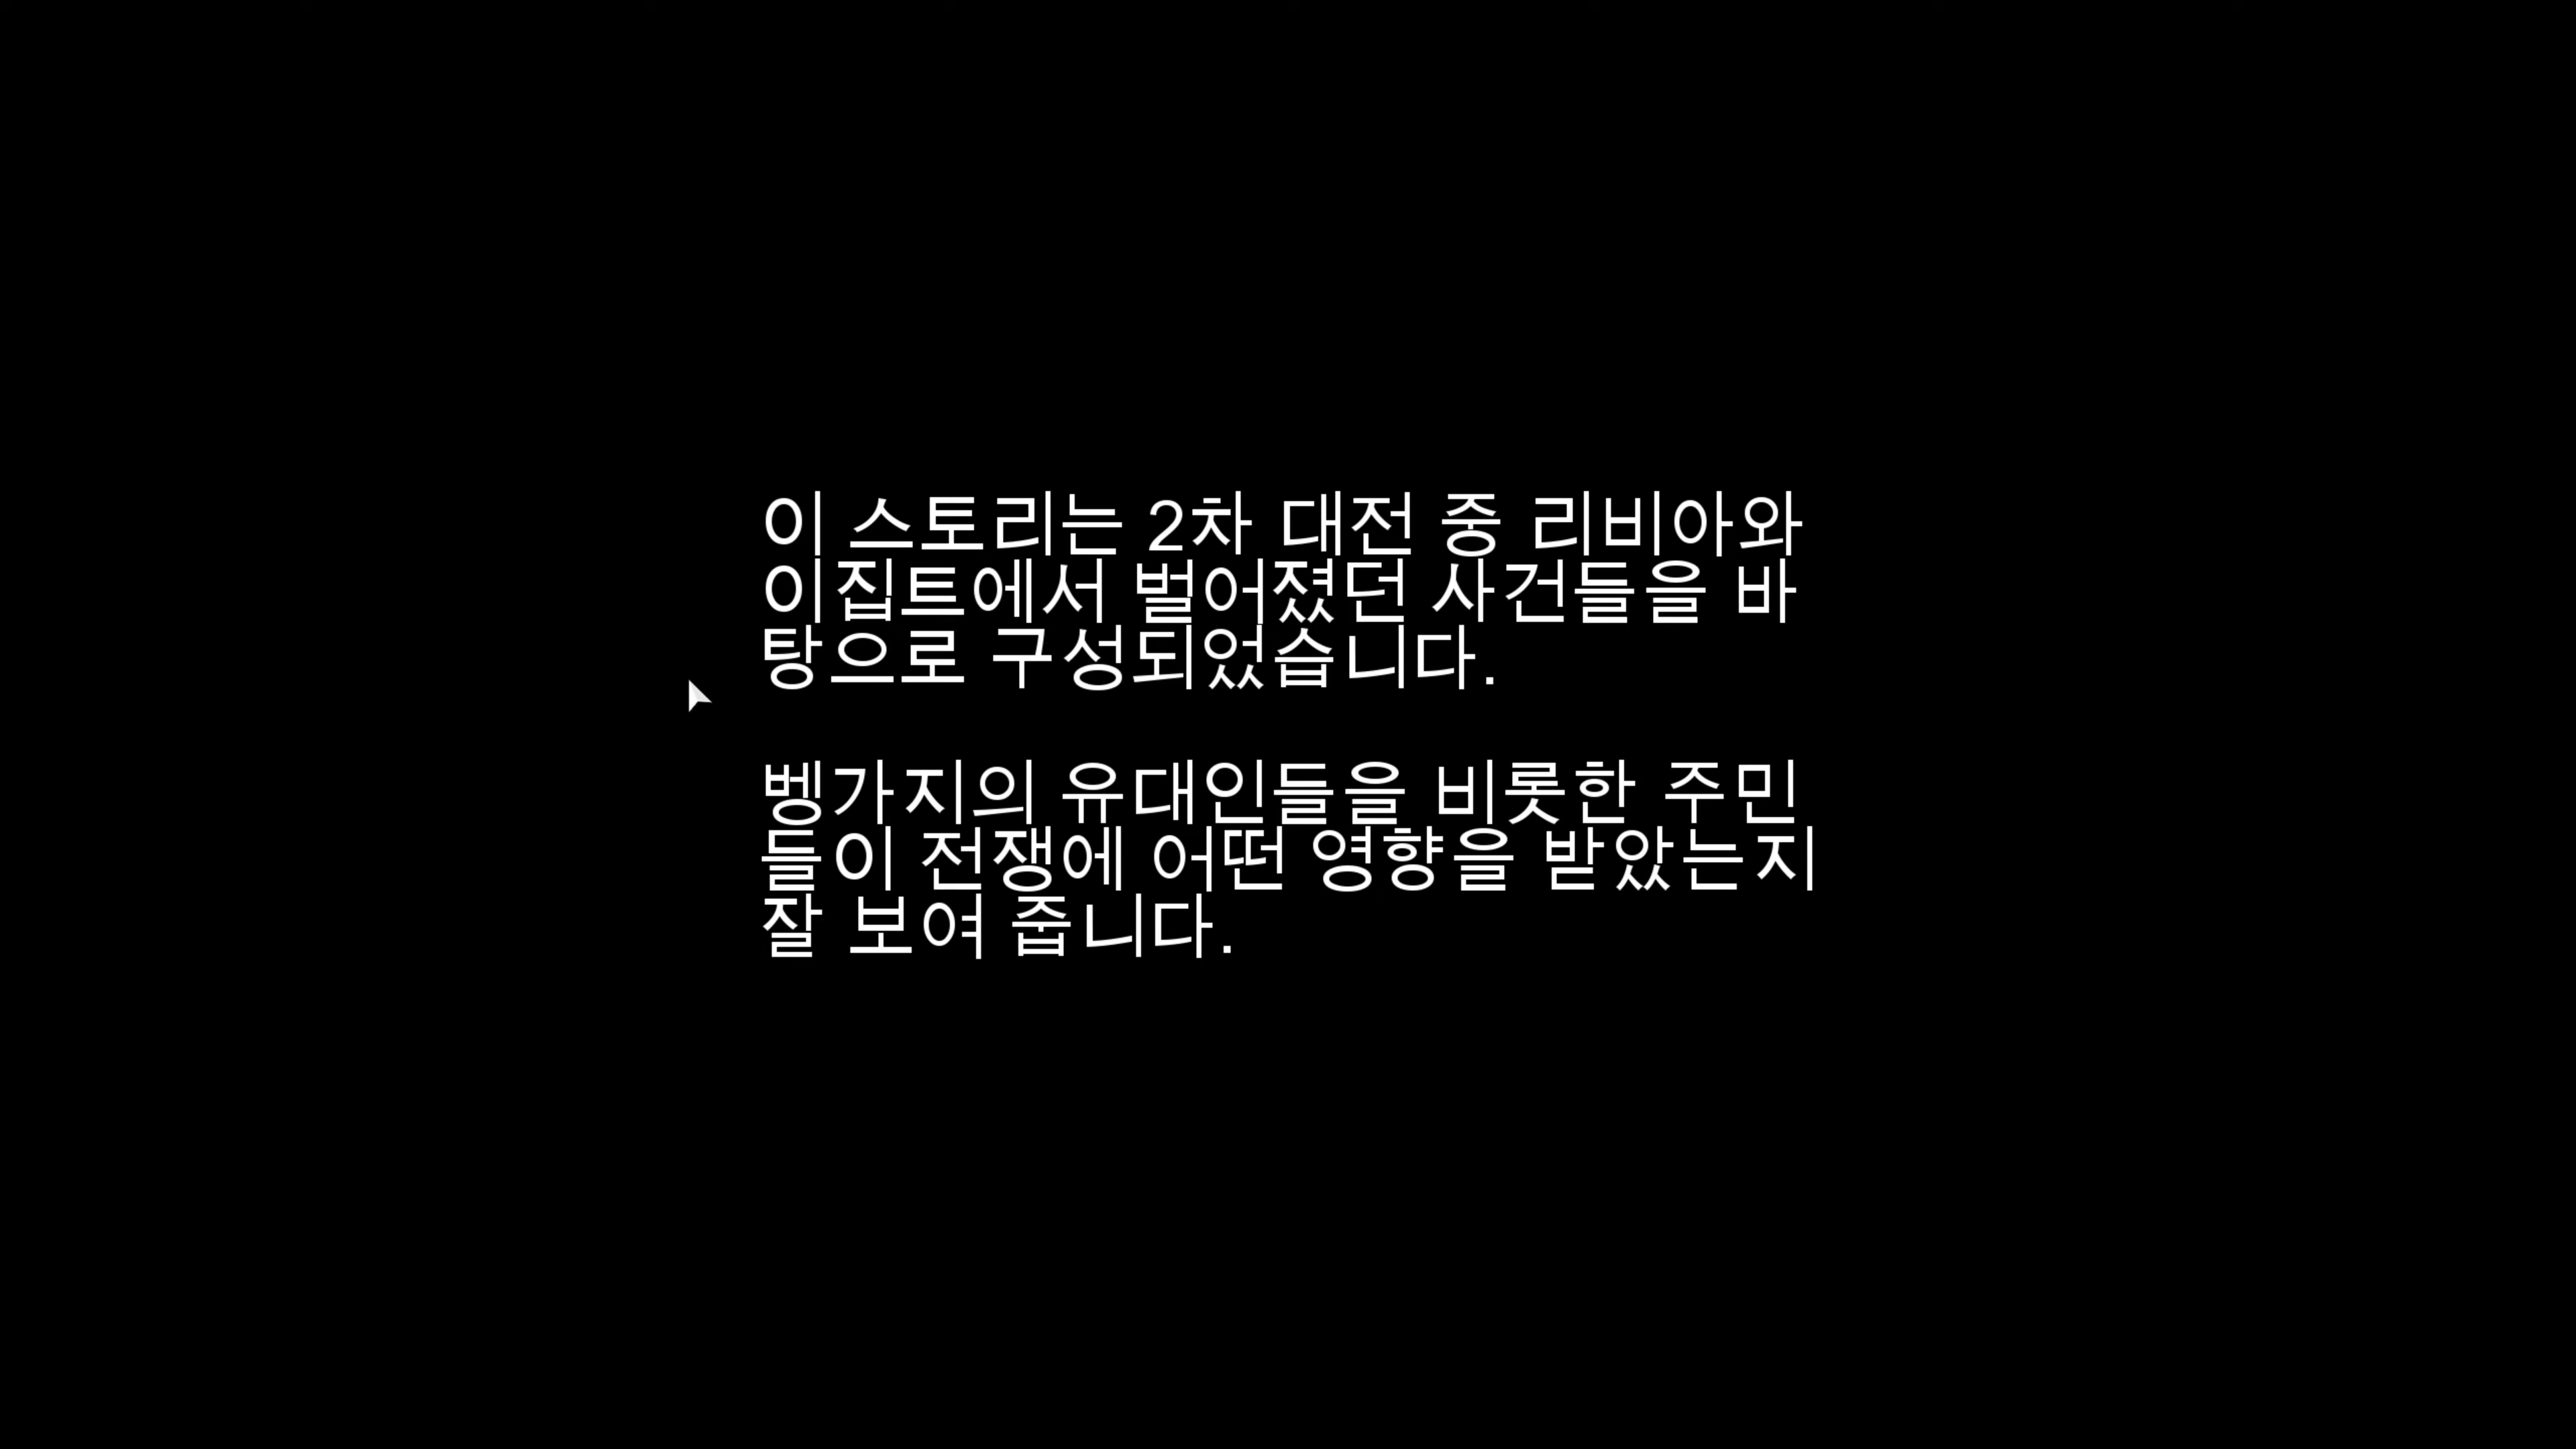 이 스토리는 2차 대전 중 리비아와
이집트에서 벌어졌던 사건들을 바
탕으로 구성되었습니다.
벵가지의 유대인들을 비롯한 주민
들이 전쟁에 어떤 영향을 받았는지
잘 보여 줍니다.